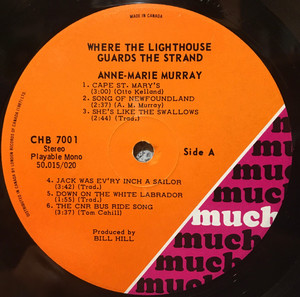 MADE IN CANADA
WHERE THE LIGHTHOUSE
GUARDS THE STRAND
ANNE-MARIE MURRAY
1. CAPE ST. MARY'S
(3:00) (Otto Kelland)
2. SONG OF NEWFOUNDLAND
(2:37) (A. M. Murray)
3. SHE'S LIKE THE SWALLOWS
(2:44) (Trad.)
CHB 7001
Stereo
Playable Mono
50,015/020
Side A
4. JACK WAS EV'RY INCH A SAILOR
(3:42) (Trad.)
5. DOWN ON THE WHITE LABRADOR
(1:55) (Trad.)
6. THE CNR BUS RIDE SONG
(3:37) (Tom Cahill)
Produced by
BILL HILL
much
much
much
much
much